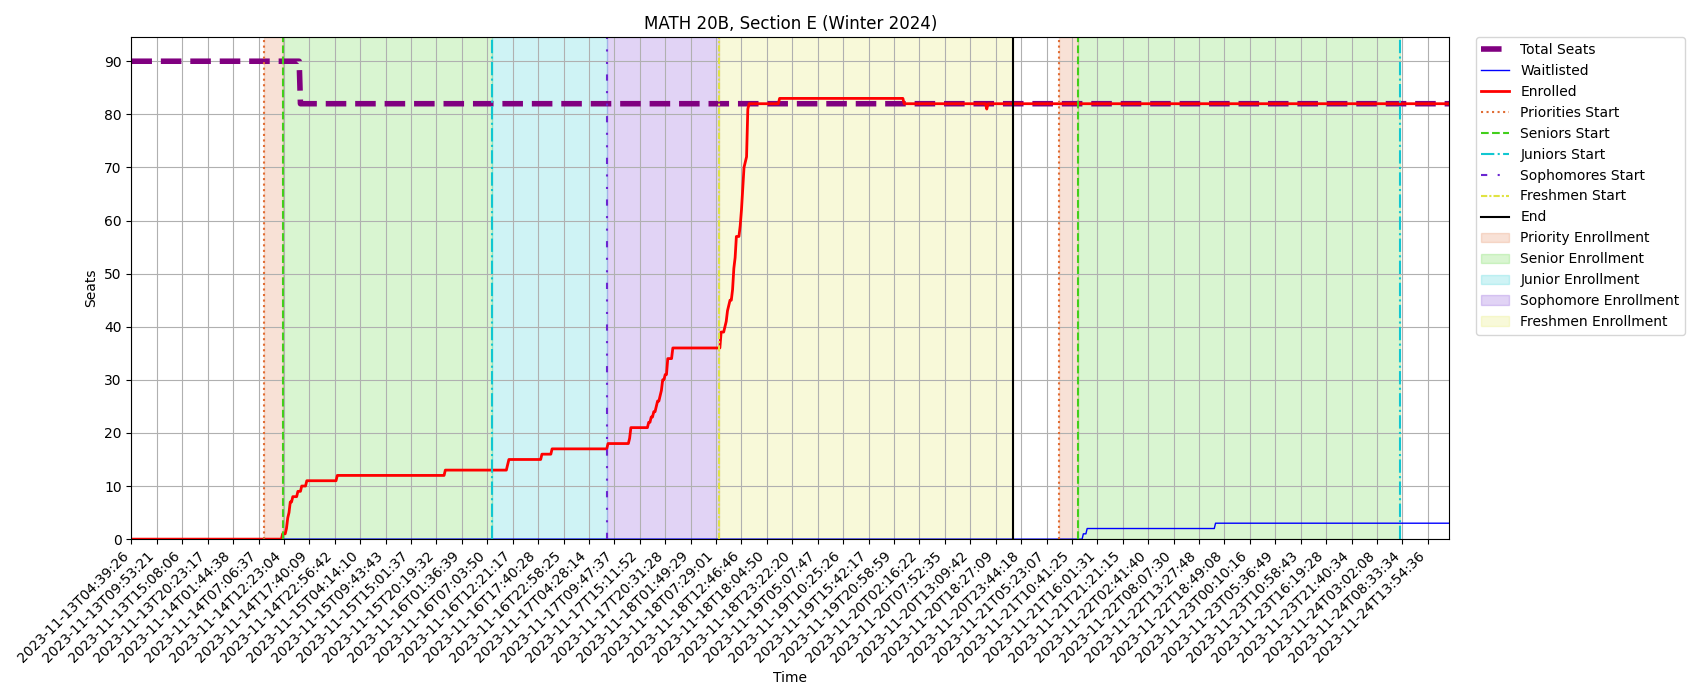 MATH 20B, Section E (Winter 2024)
Seats
90
80
70
60
50
40
30
20
10
0
2023-11-13T04:39:26
2023-11-13T09:53:21
2023-11-13T15:08:06
2023-11-13T20:23:17
2023-11-14T01:44:38
2023-11-14T07:06:37
2023-11-14T12:23:04
2023-11-14T17:40:09
2023-11-14T22:56:42
2023-11-15T04:14:10
2023-11-15T09:43:43
2023-11-15T15:01:37
2023-11-15T20:19:32
2023-11-16T01:36:39
2023-11-16T07:03:50
2023-11-16T12:21:17
2023-11-16T17:40:28
2023-11-16T22:58:25
2023-11-17T04:28:14
2023-11-17T09:47:37
2023-11-17T15:11:52
2023-11-17T20:31:28
2023-11-18T01:49:29
2023-11-18T07:29:01
2023-11-18T12:46:46
2023-11-18T18:04:50
2023-11-18T23:22:20
2023-11-19T05:07:47
2023-11-19T10:25:26
2023-11-19T15:42:17
2023-11-19T20:58:59
2023-11-20T02:16:22
2023-11-20T07:52:35
2023-11-20T13:09:42
2023-11-20T18:27:09
2023-11-20T23:44:18
2023-11-21T05:23:07
2023-11-21T10:41:25
2023-11-21T16:01:31
2023-11-21T21:21:15
2023-11-22T02:41:40
2023-11-22T08:07:30
2023-11-22T13:27:48
2023-11-22T18:49:08
2023-11-23T00:10:16
2023-11-23T05:36:49
2023-11-23T10:58:43
2023-11-23T16:19:28
2023-11-23T21:40:34
2023-11-24T03:02:08
2023-11-24T08:33:34
2023-11-24T13:54:36
Time
Total Seats
Waitlisted
Enrolled
Priorities Start
Seniors Start
Juniors Start
Sophomores Start
Freshmen Start
End
Priority Enrollment
Senior Enrollment
Junior Enrollment
Sophomore Enrollment
Freshmen Enrollment